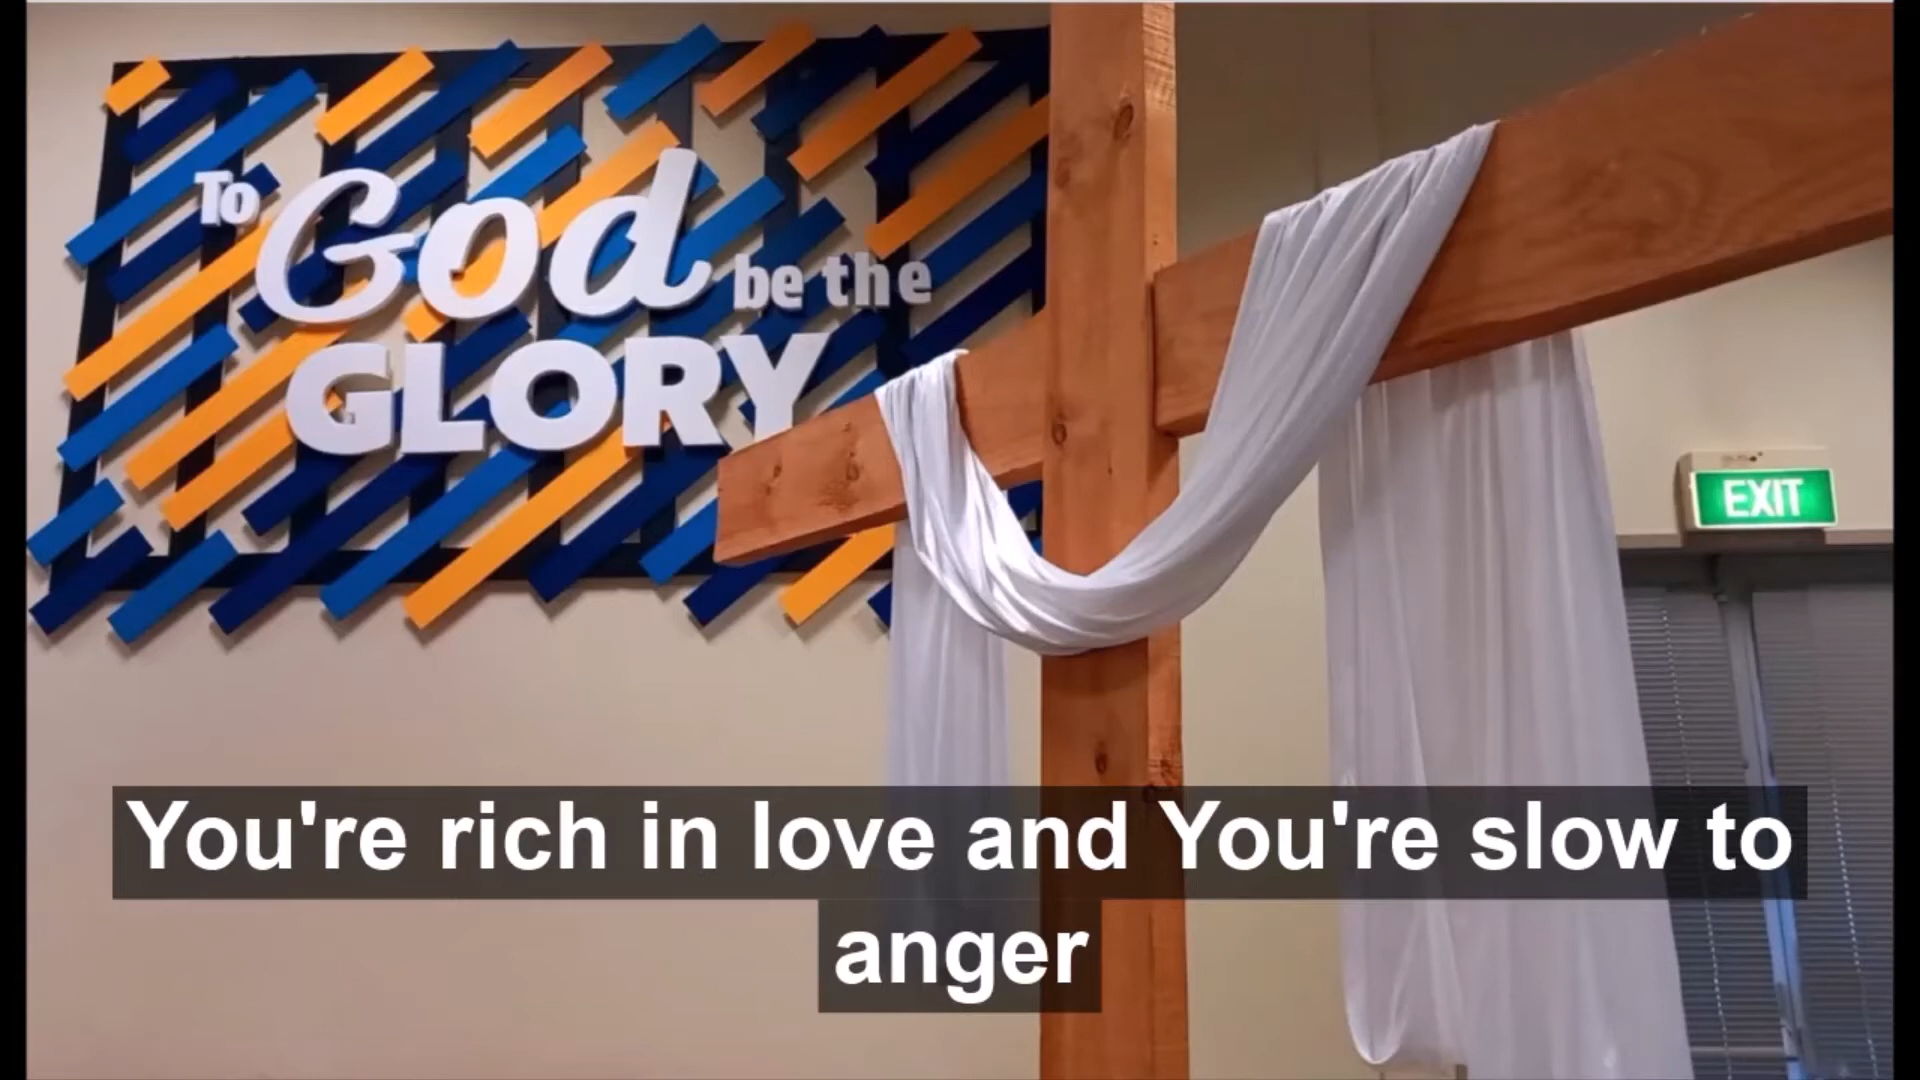 To God be the
GLORY
EXIT
You're rich in love and You're slow to
anger